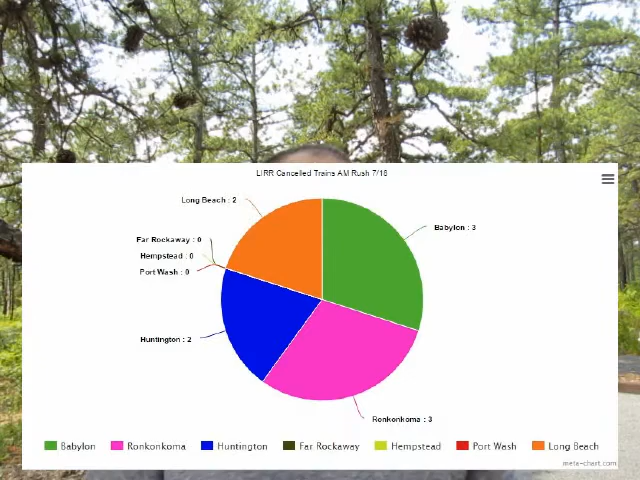 LIRR Cancelled Trains AM Rush 7/18
Long Beach : 2
Babylon : 3
Far Rockaway : 0
Hempstead : 0
Port Wash : 0
Huntington : 2
Ronkonkoma : 3
Babylon Ronkonkoma Huntington Far Rockaway Hempstead Port Wash Long Beach
meta-chart.com